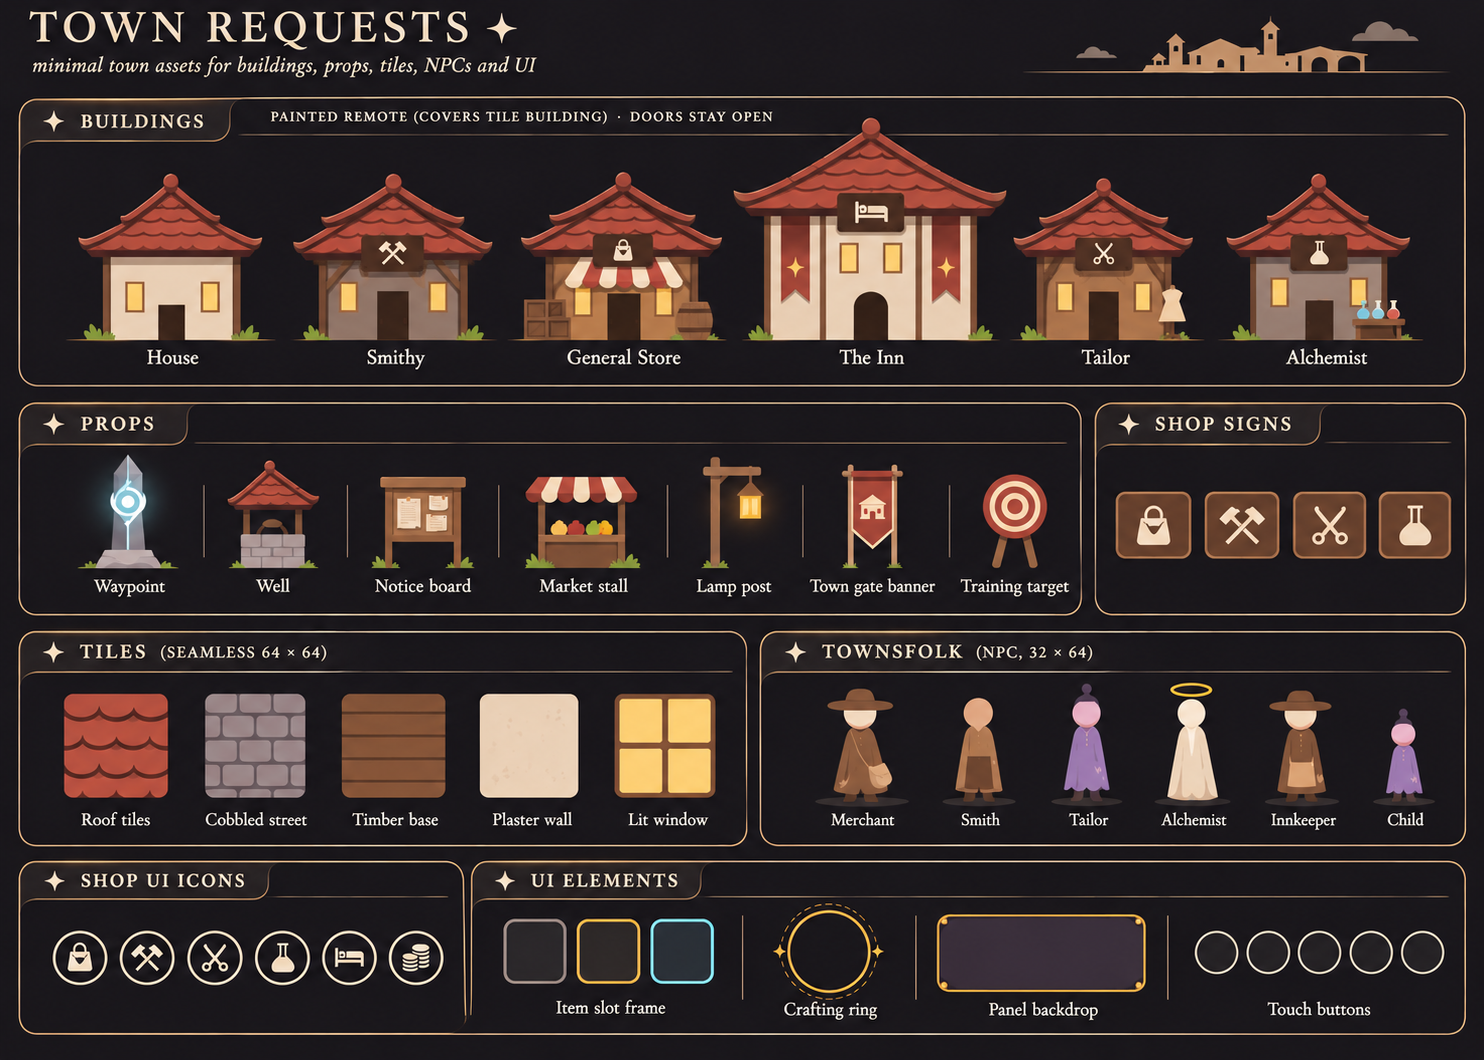 TOWN REQUESTS
minimal town assets for buildings, props, tiles, NPCs and UI
BUILDINGS
PAINTED REMOTE (COVERS TILE BUILDING) · DOORS STAY OPEN
House
Smithy
General Store
The Inn
Tailor
Alchemist
PROPS
Waypoint
Well
Notice board
Market stall
Lamp post
Town gate banner
Training target
SHOP SIGNS
TILES (SEAMLESS 64 × 64)
Roof tiles
Cobbled street
Timber base
Plaster wall
Lit window
TOWNSFOLK (NPC, 32 × 64)
Merchant
Smith
Tailor
Alchemist
Innkeeper
Child
SHOP UI ICONS
UI ELEMENTS
Item slot frame
Crafting ring
Panel backdrop
Touch buttons